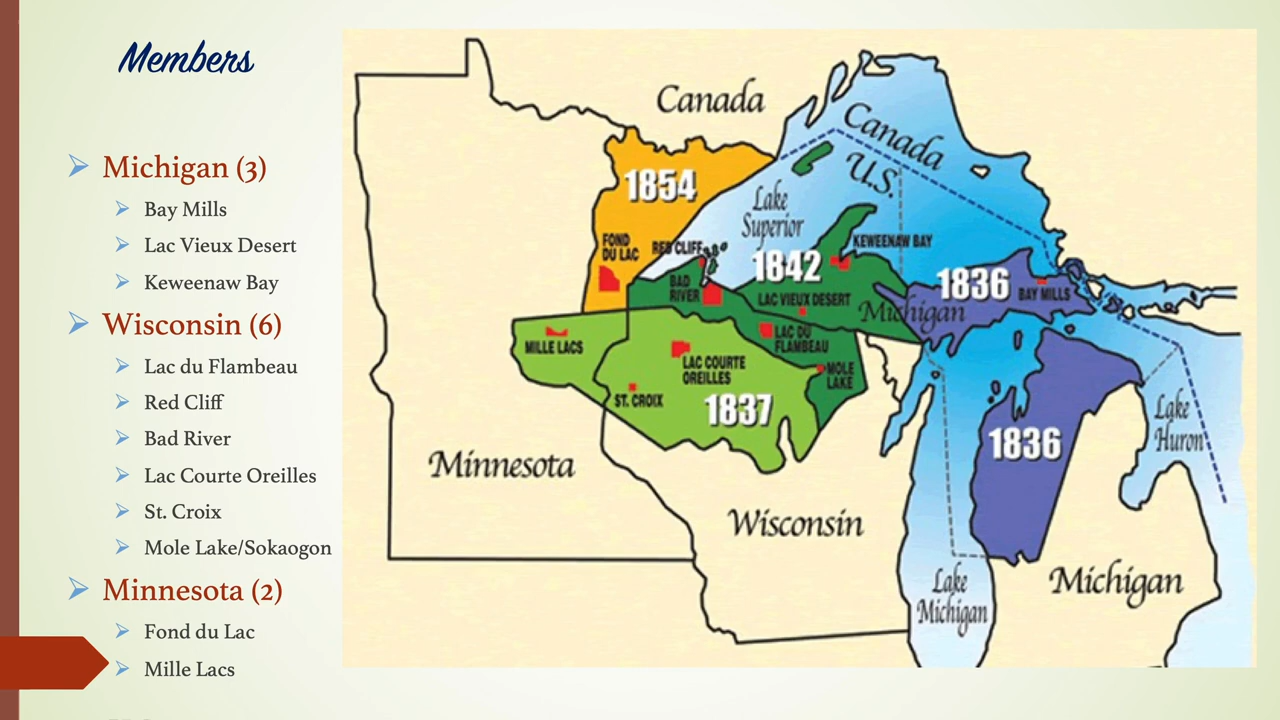 Members
Michigan (3)
Bay Mills
Lac Vieux Desert
Keweenaw Bay
Wisconsin (6)
Lac du Flambeau
Red Cliff
Bad River
Lac Courte Oreilles
St. Croix
Mole Lake/Sokaogon
Minnesota (2)
Fond du Lac
Mille Lacs
Canada
Canada
U.S.
1854
Lake
Superior
FOND
DU LAC
RED CLIFF
KEWEENAW BAY
1842
BAD
RIVER
LAC VIEUX DESERT
1836
BAY MILLS
Michigan
MILLE LACS
LAC DU
FLAMBEAU
LAC COURTE
OREILLES
MOLE
LAKE
ST. CROIX
1837
1836
Lake
Huron
Minnesota
Wisconsin
Lake
Michigan
Michigan